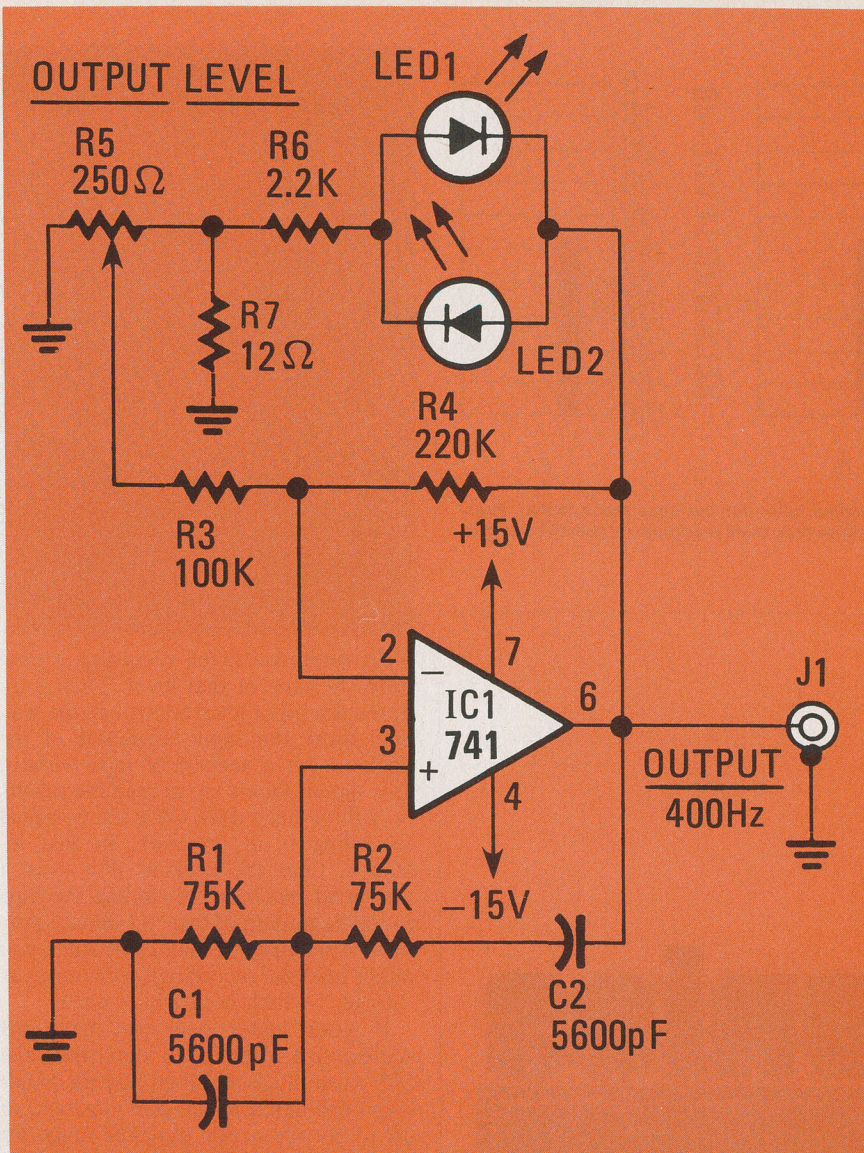 OUTPUT LEVEL
LED1
R5
250Ω
R6
2.2K
R7
12Ω
LED2
R4
220K
R3
100K
+15V
2
7
−
IC1
741
6
J1
3
+
4
OUTPUT
400Hz
R1
75K
R2
75K
−15V
C1
5600pF
C2
5600pF